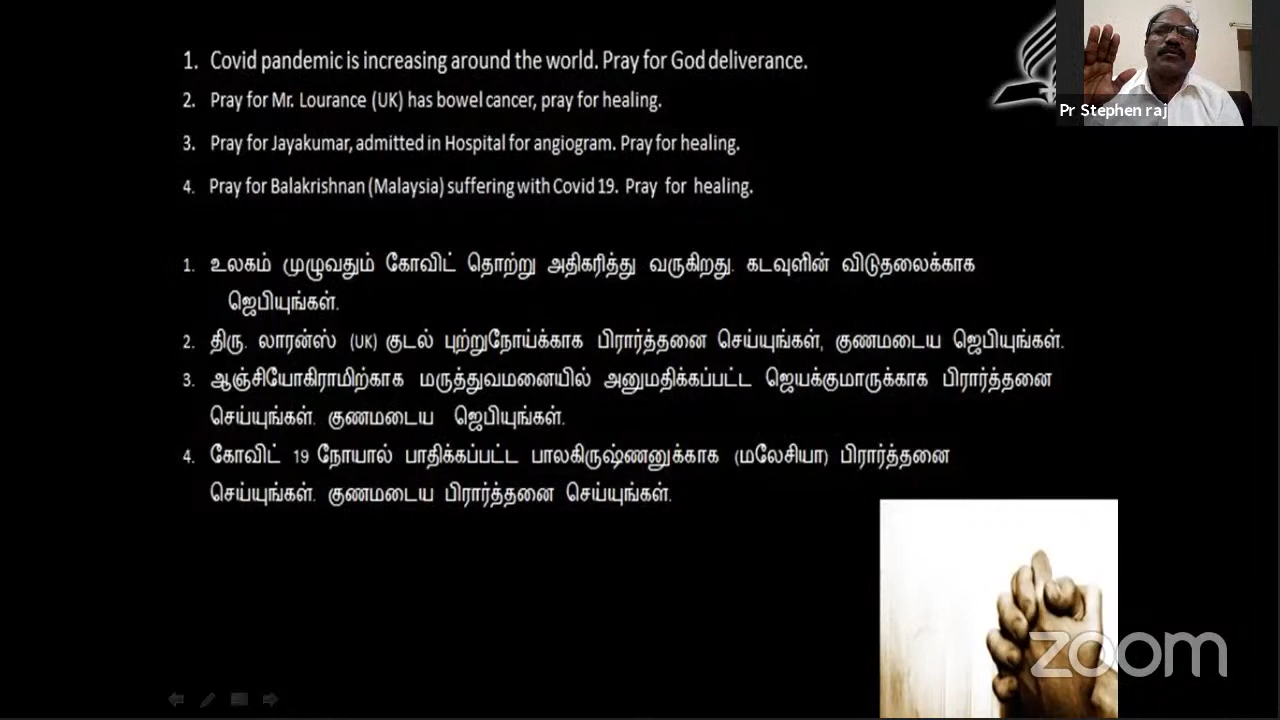 1. Covid pandemic is increasing around the world. Pray for God deliverance.
2. Pray for Mr. Lourance (UK) has bowel cancer, pray for healing.
3. Pray for Jayakumar, admitted in Hospital for angiogram. Pray for healing.
4. Pray for Balakrishnan (Malaysia) suffering with Covid 19. Pray for healing.
1. உலகம் முழுவதும் கோவிட் தொற்று அதிகரித்து வருகிறது. கடவுளின் விடுதலைக்காக
ஜெபியுங்கள்.
2. திரு. லாரன்ஸ் (UK) குடல் புற்றுநோய்க்காக பிரார்த்தனை செய்யுங்கள், குணமடைய ஜெபியுங்கள்.
3. ஆஞ்சியோகிராமிற்காக மருத்துவமனையில் அனுமதிக்கப்பட்ட ஜெயக்குமாருக்காக பிரார்த்தனை
செய்யுங்கள். குணமடைய ஜெபியுங்கள்.
4. கோவிட் 19 நோயால் பாதிக்கப்பட்ட பாலகிருஷ்ணனுக்காக (மலேசியா) பிரார்த்தனை
செய்யுங்கள். குணமடைய பிரார்த்தனை செய்யுங்கள்.
Pr Stephen raj
zoom